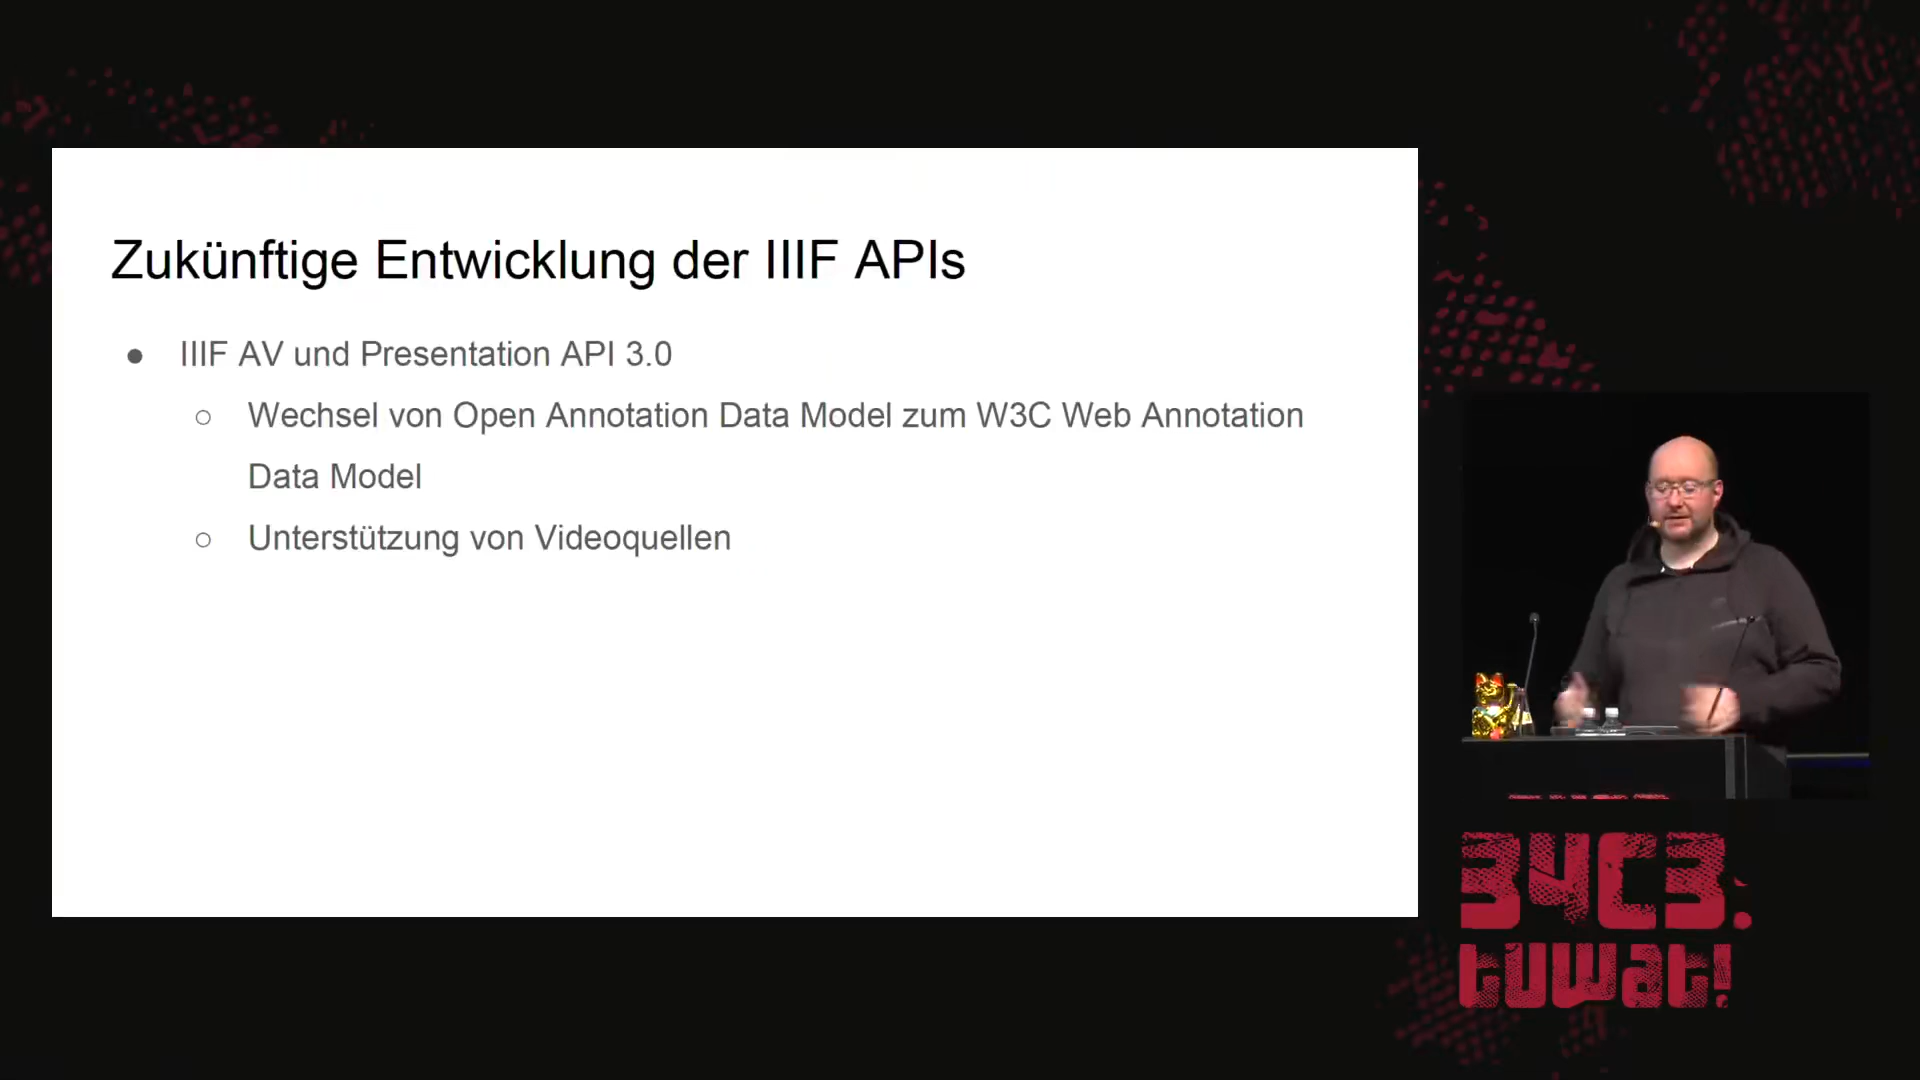 Zukünftige Entwicklung der IIIF APIs
● IIIF AV und Presentation API 3.0
○ Wechsel von Open Annotation Data Model zum W3C Web Annotation
Data Model
○ Unterstützung von Videoquellen
34C3.
tuwat!